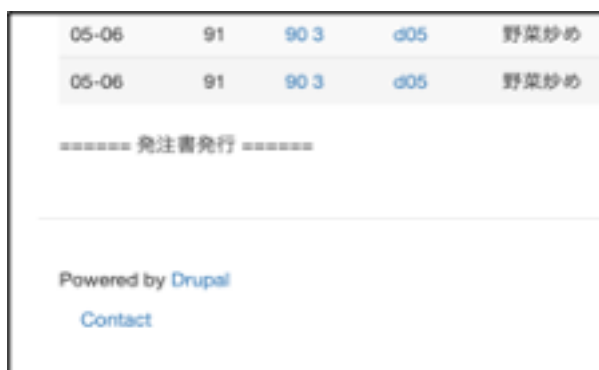 05-06 91 90 3 d05 野菜炒め
05-06 91 90 3 d05 野菜炒め
====== 発注書発行 ======
Powered by Drupal
Contact